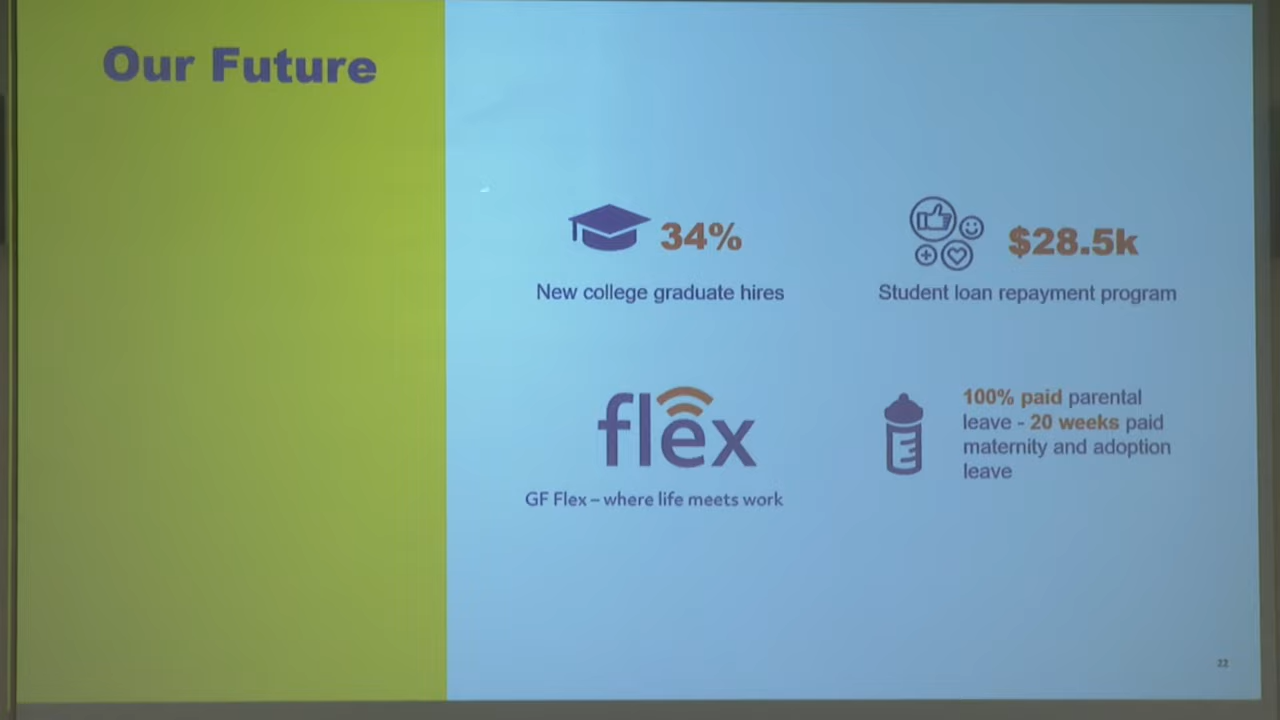 Our Future
34%
New college graduate hires
$28.5k
Student loan repayment program
flex
GF Flex – where life meets work
100% paid parental
leave - 20 weeks paid
maternity and adoption
leave
22